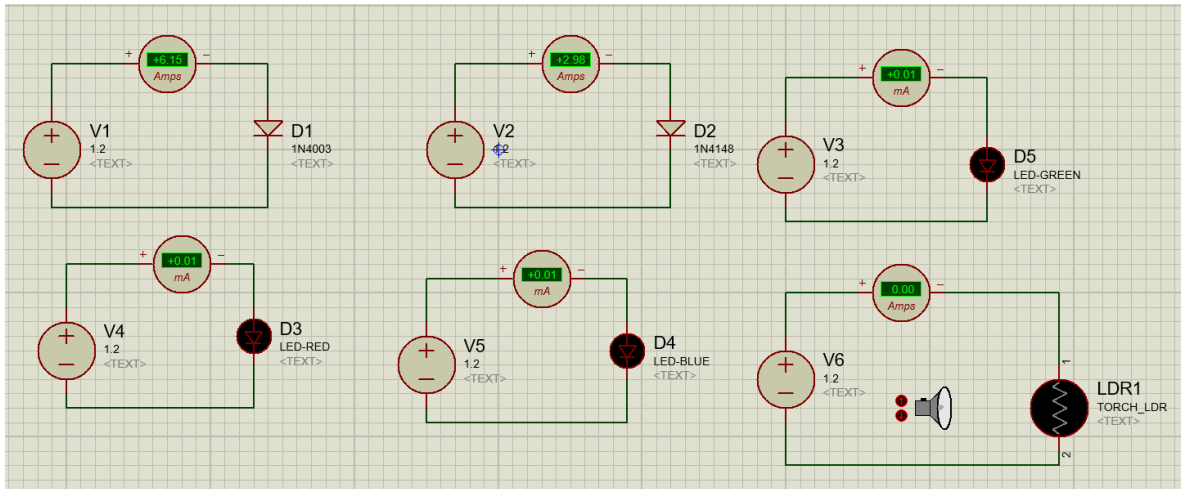 + +6.15 −
Amps
V1
1.2
<TEXT>
D1
1N4003
<TEXT>
+ +2.98 −
Amps
V2
1.2
<TEXT>
D2
1N4148
<TEXT>
+ +0.01 −
mA
V3
1.2
<TEXT>
D5
LED-GREEN
<TEXT>
+ +0.01 −
mA
V4
1.2
<TEXT>
D3
LED-RED
<TEXT>
+ +0.01 −
mA
V5
1.2
<TEXT>
D4
LED-BLUE
<TEXT>
+ 0.00 −
Amps
V6
1.2
<TEXT>
1
LDR1
TORCH_LDR
<TEXT>
2